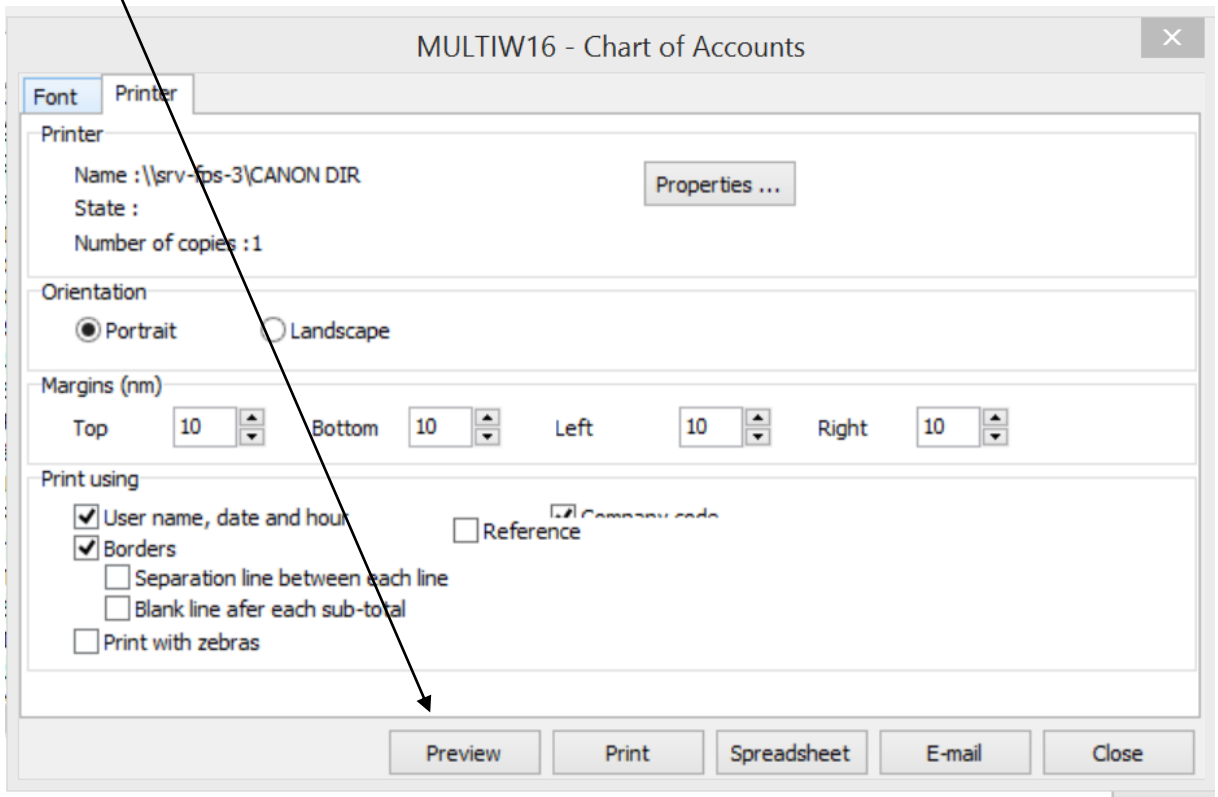 MULTIW16 - Chart of Accounts
Font Printer
Printer
Name :\\srv-fps-3\CANON DIR
Properties ...
State :
Number of copies :1
Orientation
Portrait Landscape
Margins (nm)
Top 10 Bottom 10 Left 10 Right 10
Print using
User name, date and hour Company code
Reference
Borders
Separation line between each line
Blank line afer each sub-total
Print with zebras
Preview Print Spreadsheet E-mail Close